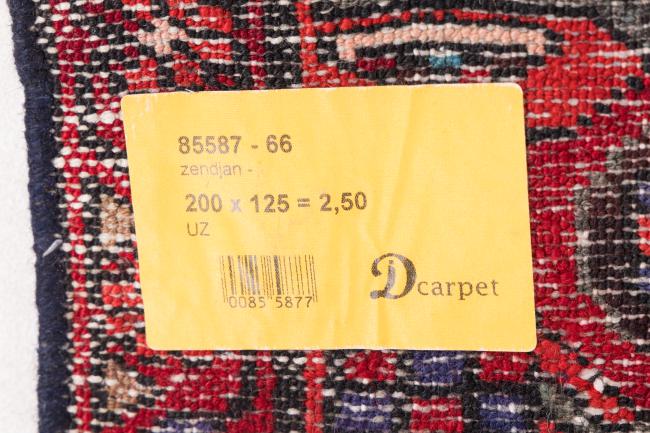 85587 - 66
zendjan -
200 x 125 = 2,50
UZ
0085 5877
D carpet